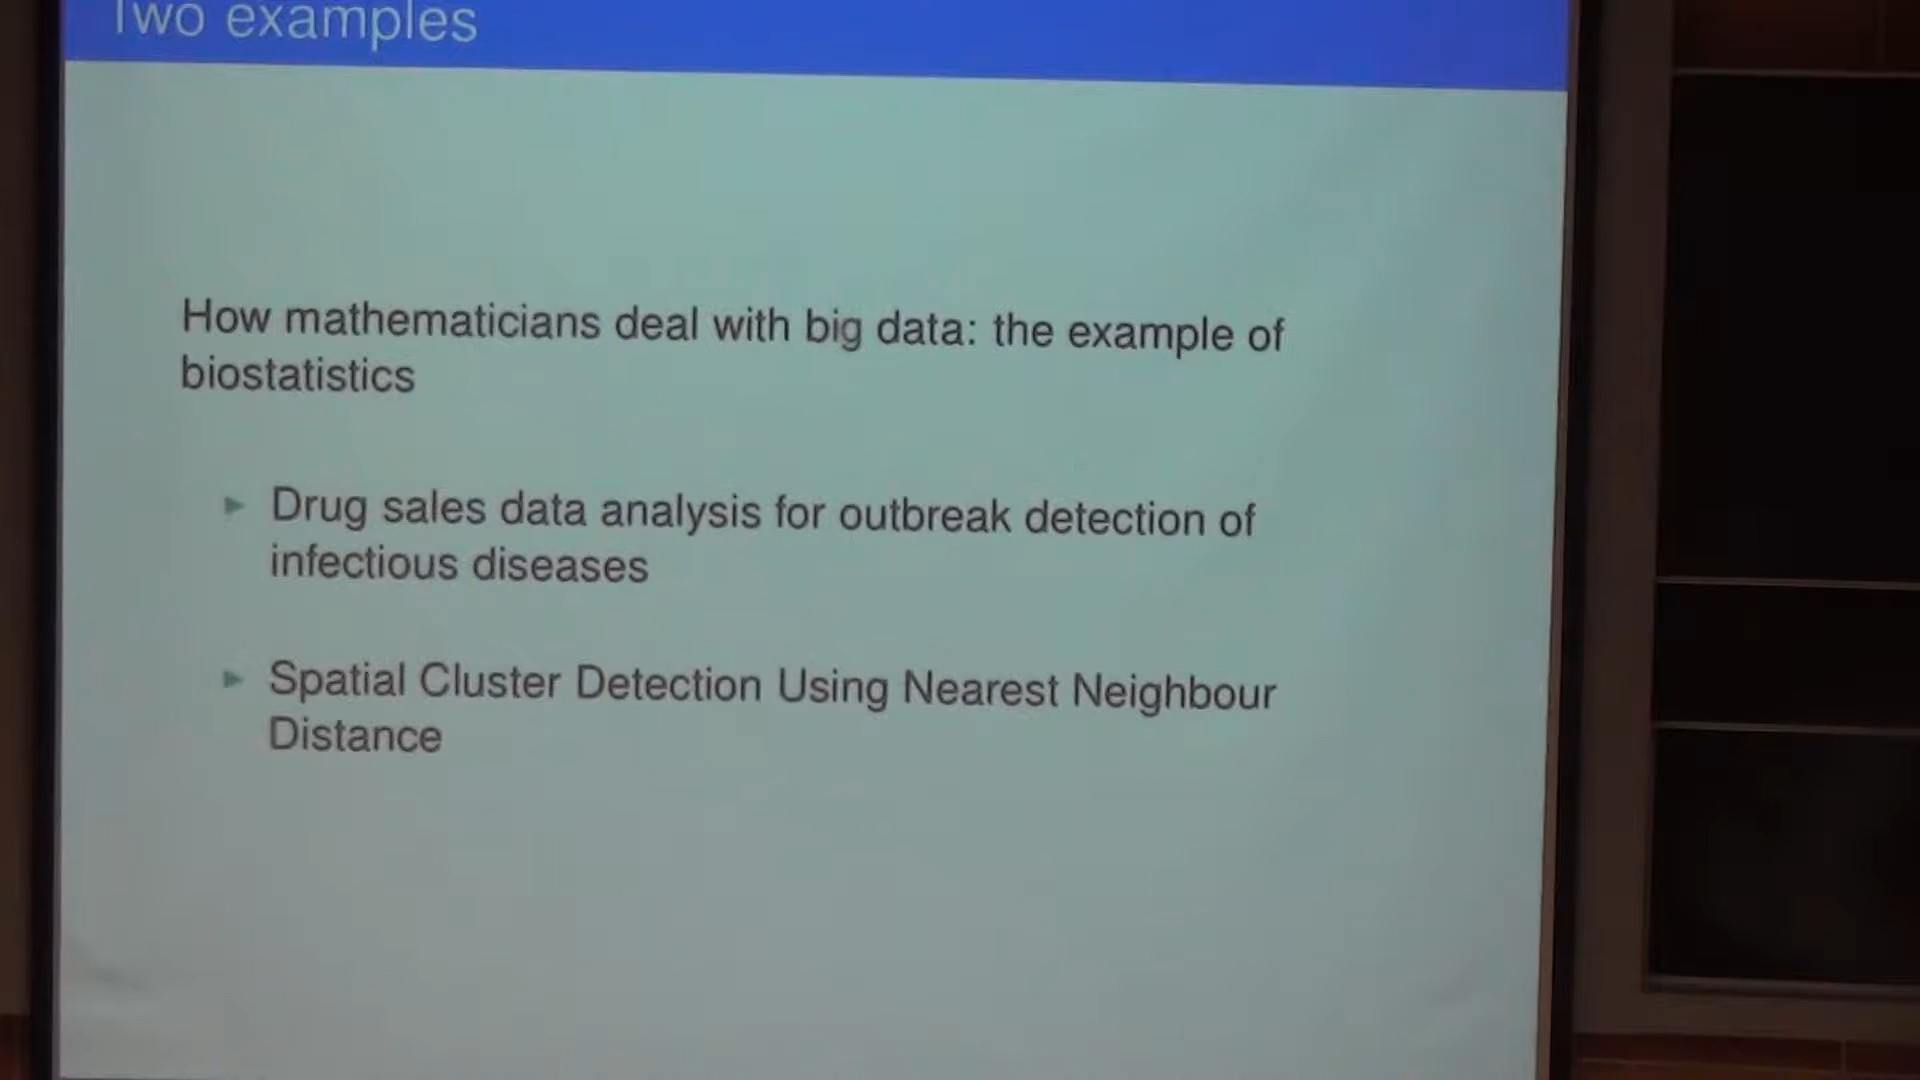 Two examples
How mathematicians deal with big data: the example of
biostatistics
Drug sales data analysis for outbreak detection of
infectious diseases
Spatial Cluster Detection Using Nearest Neighbour
Distance